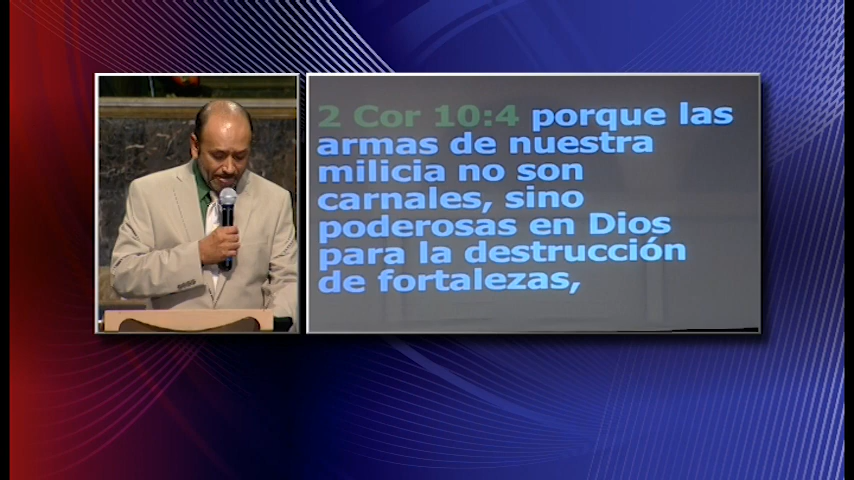 2 Cor 10:4 porque las
armas de nuestra
milicia no son
carnales, sino
poderosas en Dios
para la destrucción
de fortalezas,